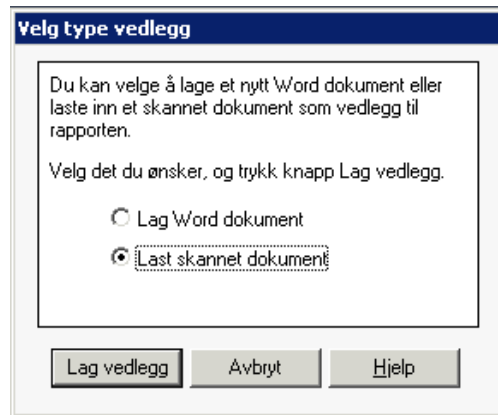 Velg type vedlegg
Du kan velge å lage et nytt Word dokument eller
laste inn et skannet dokument som vedlegg til
rapporten.
Velg det du ønsker, og trykk knapp Lag vedlegg.
Lag Word dokument
Last skannet dokument
Lag vedlegg
Avbryt
Hjelp